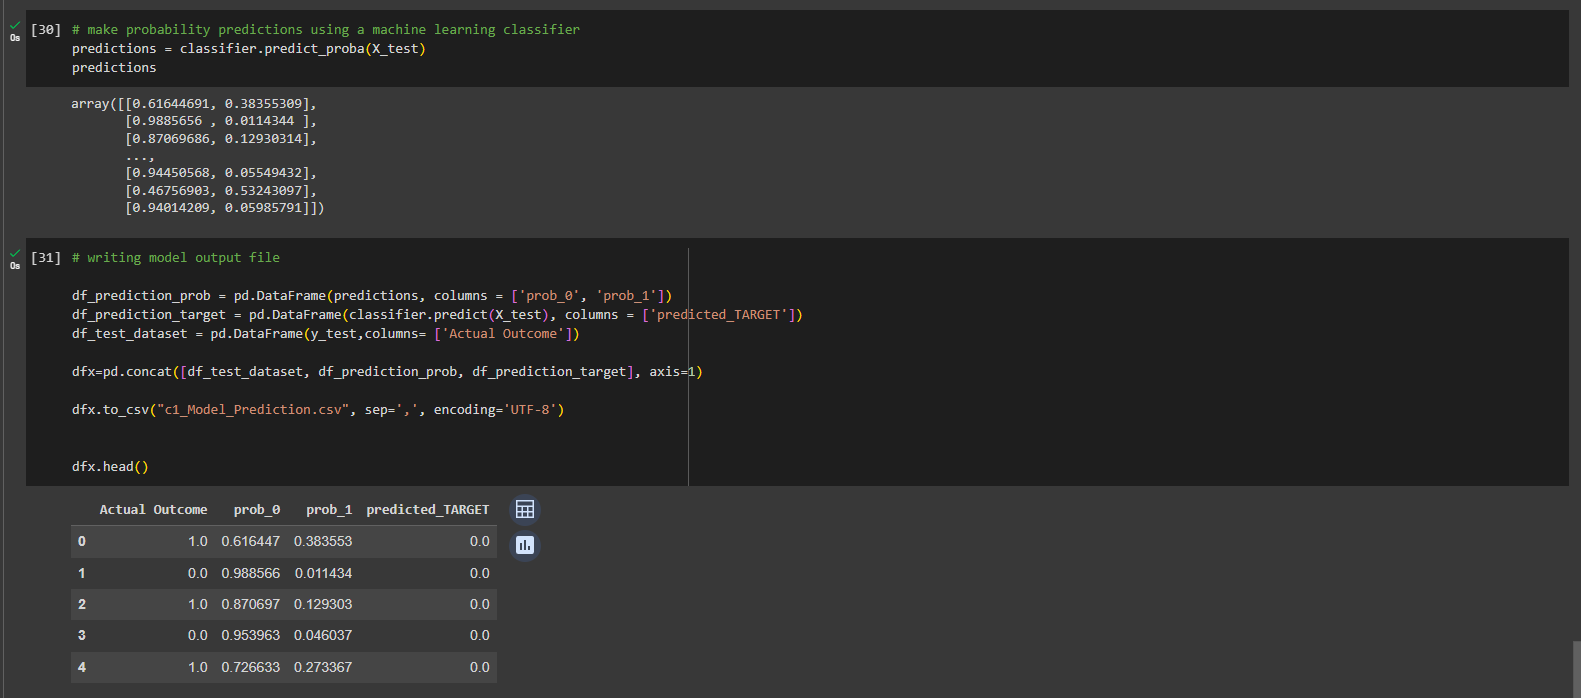 [30] # make probability predictions using a machine learning classifier
0s
predictions = classifier.predict_proba(X_test)
predictions
array([[0.61644691, 0.38355309],
[0.9885656 , 0.0114344 ],
[0.87069686, 0.12930314],
...,
[0.94450568, 0.05549432],
[0.46756903, 0.53243097],
[0.94014209, 0.05985791]])
[31] # writing model output file
0s
df_prediction_prob = pd.DataFrame(predictions, columns = ['prob_0', 'prob_1'])
df_prediction_target = pd.DataFrame(classifier.predict(X_test), columns = ['predicted_TARGET'])
df_test_dataset = pd.DataFrame(y_test,columns= ['Actual Outcome'])
dfx=pd.concat([df_test_dataset, df_prediction_prob, df_prediction_target], axis=1)
dfx.to_csv("c1_Model_Prediction.csv", sep=',', encoding='UTF-8')
dfx.head()
Actual Outcome prob_0 prob_1 predicted_TARGET
0 1.0 0.616447 0.383553 0.0
1 0.0 0.988566 0.011434 0.0
2 1.0 0.870697 0.129303 0.0
3 0.0 0.953963 0.046037 0.0
4 1.0 0.726633 0.273367 0.0